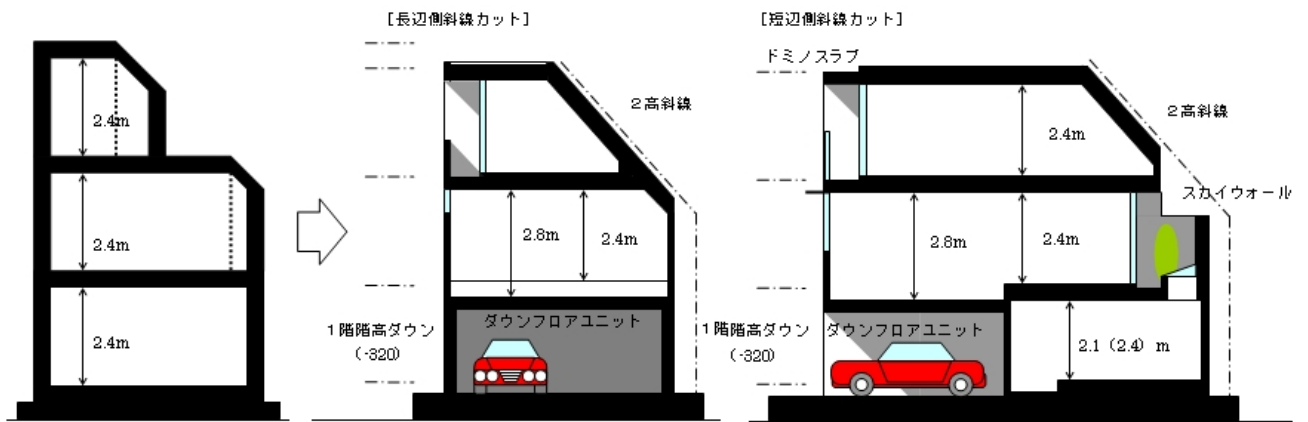 2.4m
2.4m
2.4m
[長辺側斜線カット]
2高斜線
2.8m
2.4m
1階階高ダウン
(-320)
ダウンフロアユニット
[短辺側斜線カット]
ドミノスラブ
2高斜線
2.4m
スカイウォール
2.8m
2.4m
1階階高ダウン
(-320)
ダウンフロアユニット
2.1 (2.4) m